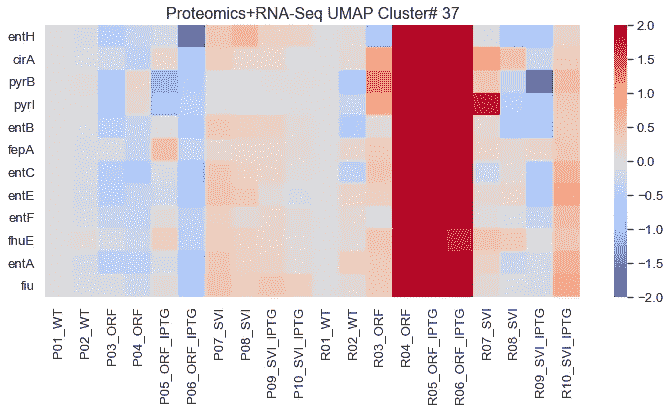 Proteomics+RNA-Seq UMAP Cluster# 37
entH
cirA
pyrB
pyrI
entB
fepA
entC
entE
entF
fhuE
entA
fiu
P01_WT
P02_WT
P03_ORF
P04_ORF
P05_ORF_IPTG
P06_ORF_IPTG
P07_SVI
P08_SVI
P09_SVI_IPTG
P10_SVI_IPTG
R01_WT
R02_WT
R03_ORF
R04_ORF
R05_ORF_IPTG
R06_ORF_IPTG
R07_SVI
R08_SVI
R09_SVI_IPTG
R10_SVI_IPTG
2.0
1.5
1.0
0.5
0.0
−0.5
−1.0
−1.5
−2.0